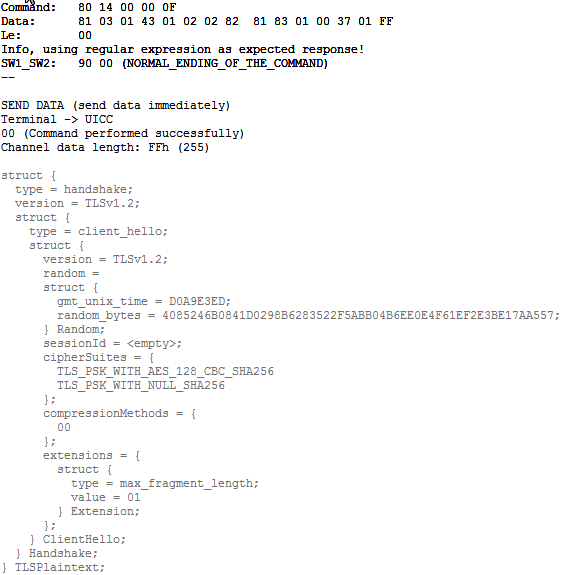 Command:   80 14 00 00 0F
Data:      81 03 01 43 01 02 02 82  81 83 01 00 37 01 FF
Le:        00
Info, using regular expression as expected response!
SW1_SW2:   90 00 (NORMAL_ENDING_OF_THE_COMMAND)
--
SEND DATA (send data immediately)
Terminal -> UICC
00 (Command performed successfully)
Channel data length: FFh (255)
struct {
  type = handshake;
  version = TLSv1.2;
  struct {
    type = client_hello;
    struct {
      version = TLSv1.2;
      random =
      struct {
        gmt_unix_time = D0A9E3ED;
        random_bytes = 4085246B0841D0298B6283522F5ABB04B6EE0E4F61EF2E3BE17AA557;
      } Random;
      sessionId = <empty>;
      cipherSuites = {
        TLS_PSK_WITH_AES_128_CBC_SHA256
        TLS_PSK_WITH_NULL_SHA256
      };
      compressionMethods = {
        00
      };
      extensions = {
        struct {
          type = max_fragment_length;
          value = 01
        } Extension;
      };
    } ClientHello;
  } Handshake;
} TLSPlaintext;